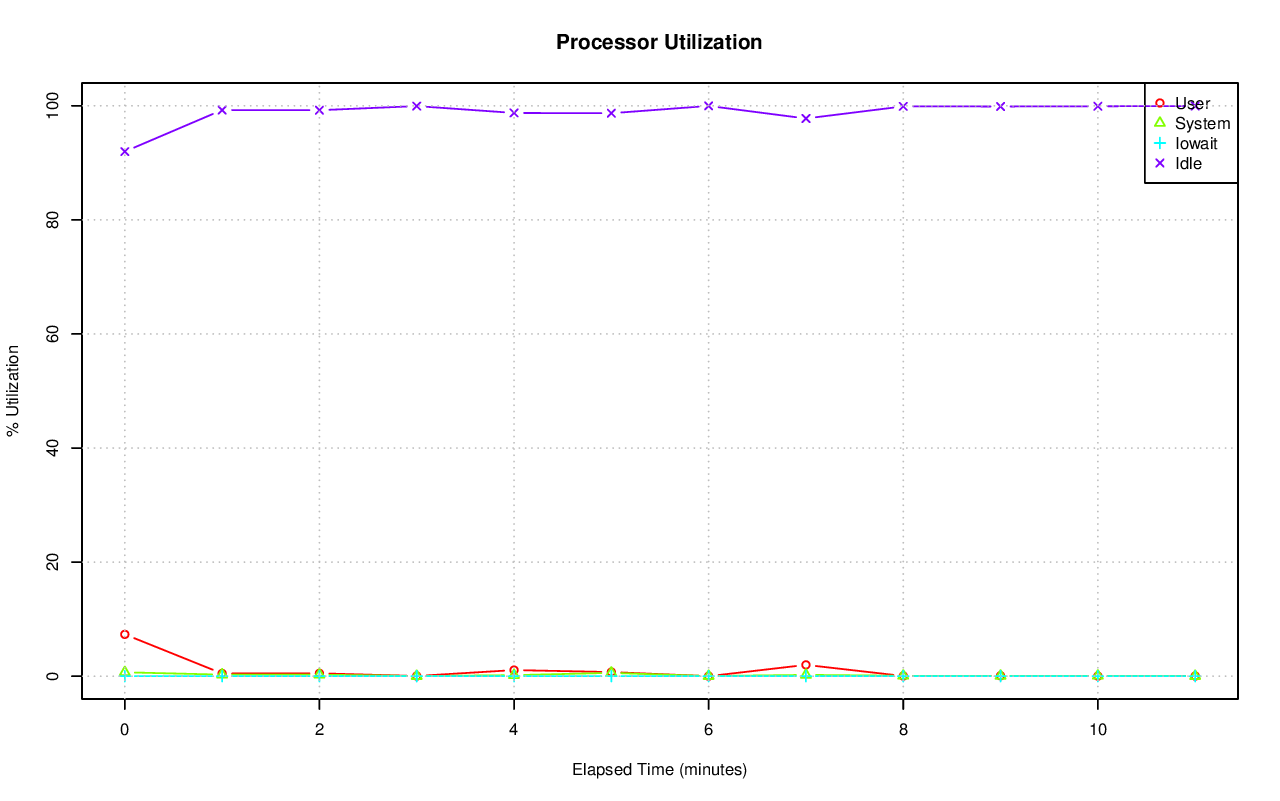 Processor Utilization
100
80
60
40
20
0
% Utilization
User
System
Iowait
Idle
0 2 4 6 8 10
Elapsed Time (minutes)